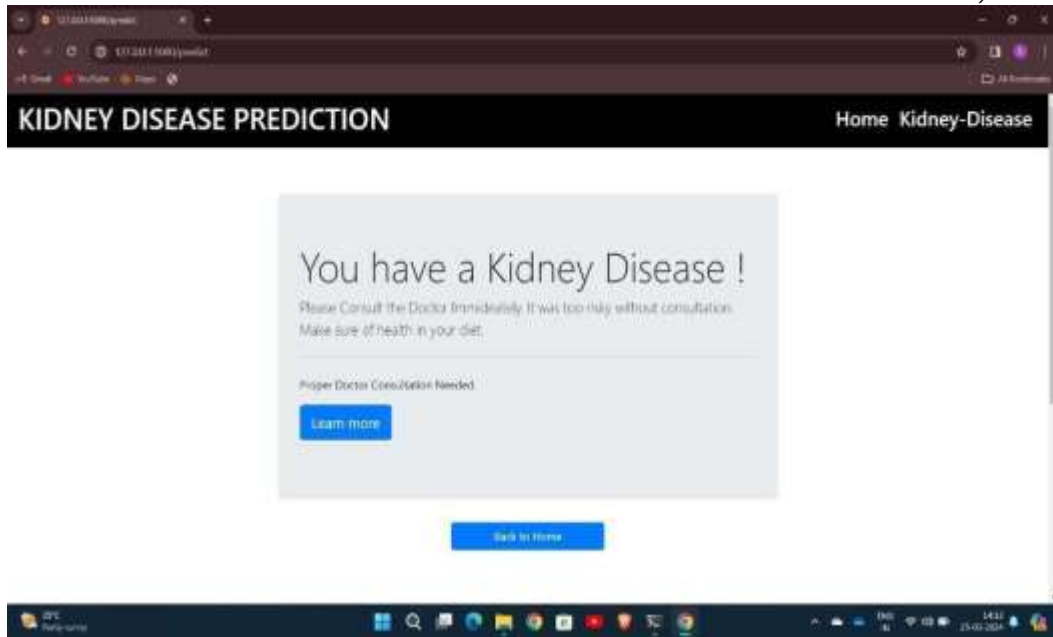 KIDNEY DISEASE PREDICTION
Home Kidney-Disease
You have a Kidney Disease !
Please Consult the Doctor Immideately. It was too risky without consultation.
Make sure of health in your diet.
Proper Doctor Consultation Needed.
Learn more
Back to Home